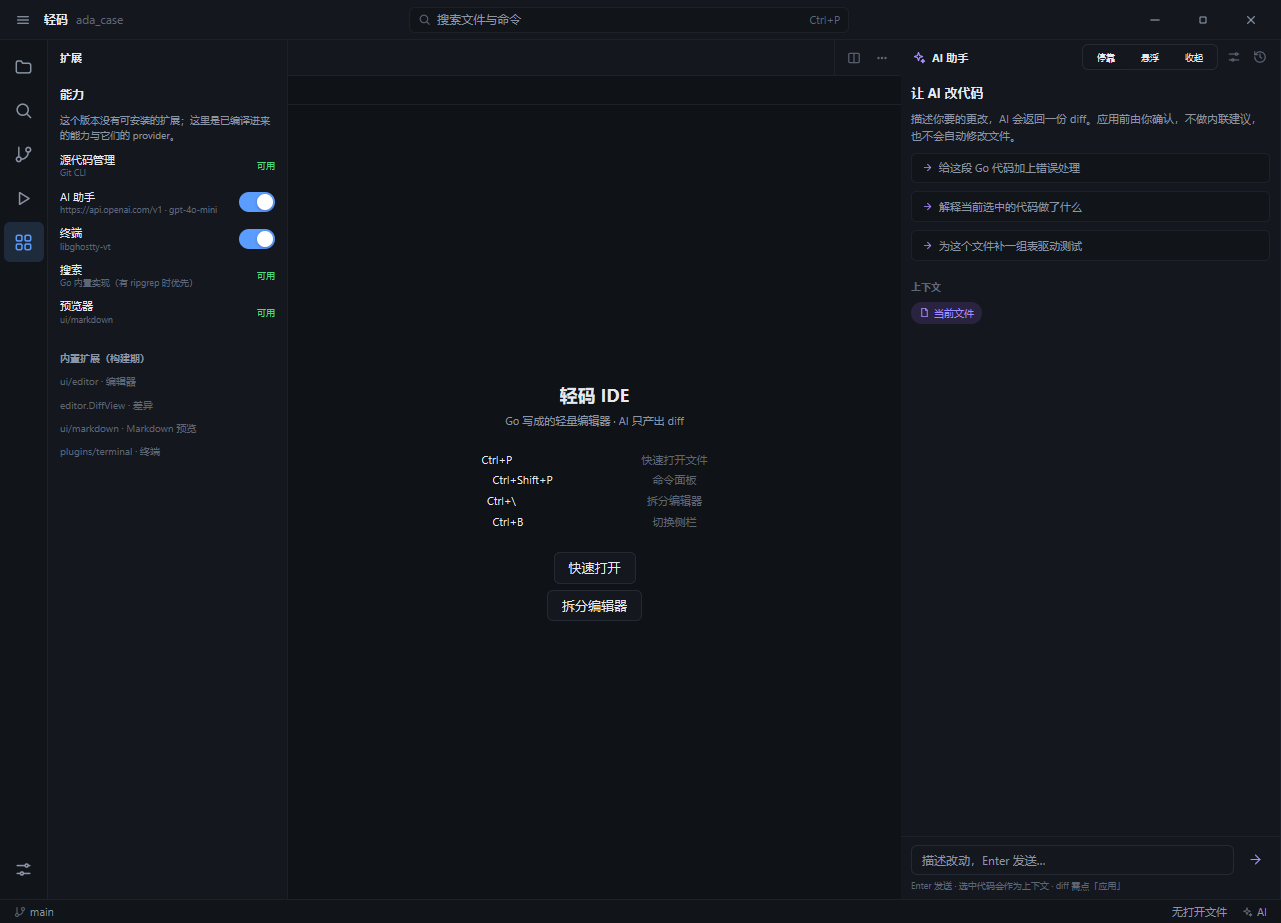 轻码 ada_case
搜索文件与命令 Ctrl+P
扩展
能力
这个版本没有可安装的扩展；这里是已编译进来
的能力与它们的 provider。
源代码管理
Git CLI
可用
AI 助手
https://api.openai.com/v1 · gpt-4o-mini
终端
libghostty-vt
搜索
Go 内置实现（有 ripgrep 时优先）
可用
预览器
ui/markdown
可用
内置扩展（构建期）
ui/editor · 编辑器
editor.DiffView · 差异
ui/markdown · Markdown 预览
plugins/terminal · 终端
轻码 IDE
Go 写成的轻量编辑器 · AI 只产出 diff
Ctrl+P 快速打开文件
Ctrl+Shift+P 命令面板
Ctrl+\ 拆分编辑器
Ctrl+B 切换侧栏
快速打开
拆分编辑器
AI 助手
停靠 悬浮 收起
让 AI 改代码
描述你要的更改，AI 会返回一份 diff。应用前由你确认，不做内联建议，
也不会自动修改文件。
给这段 Go 代码加上错误处理
解释当前选中的代码做了什么
为这个文件补一组表驱动测试
上下文
当前文件
描述改动，Enter 发送...
Enter 发送 · 选中代码会作为上下文 · diff 需点「应用」
main
无打开文件 AI